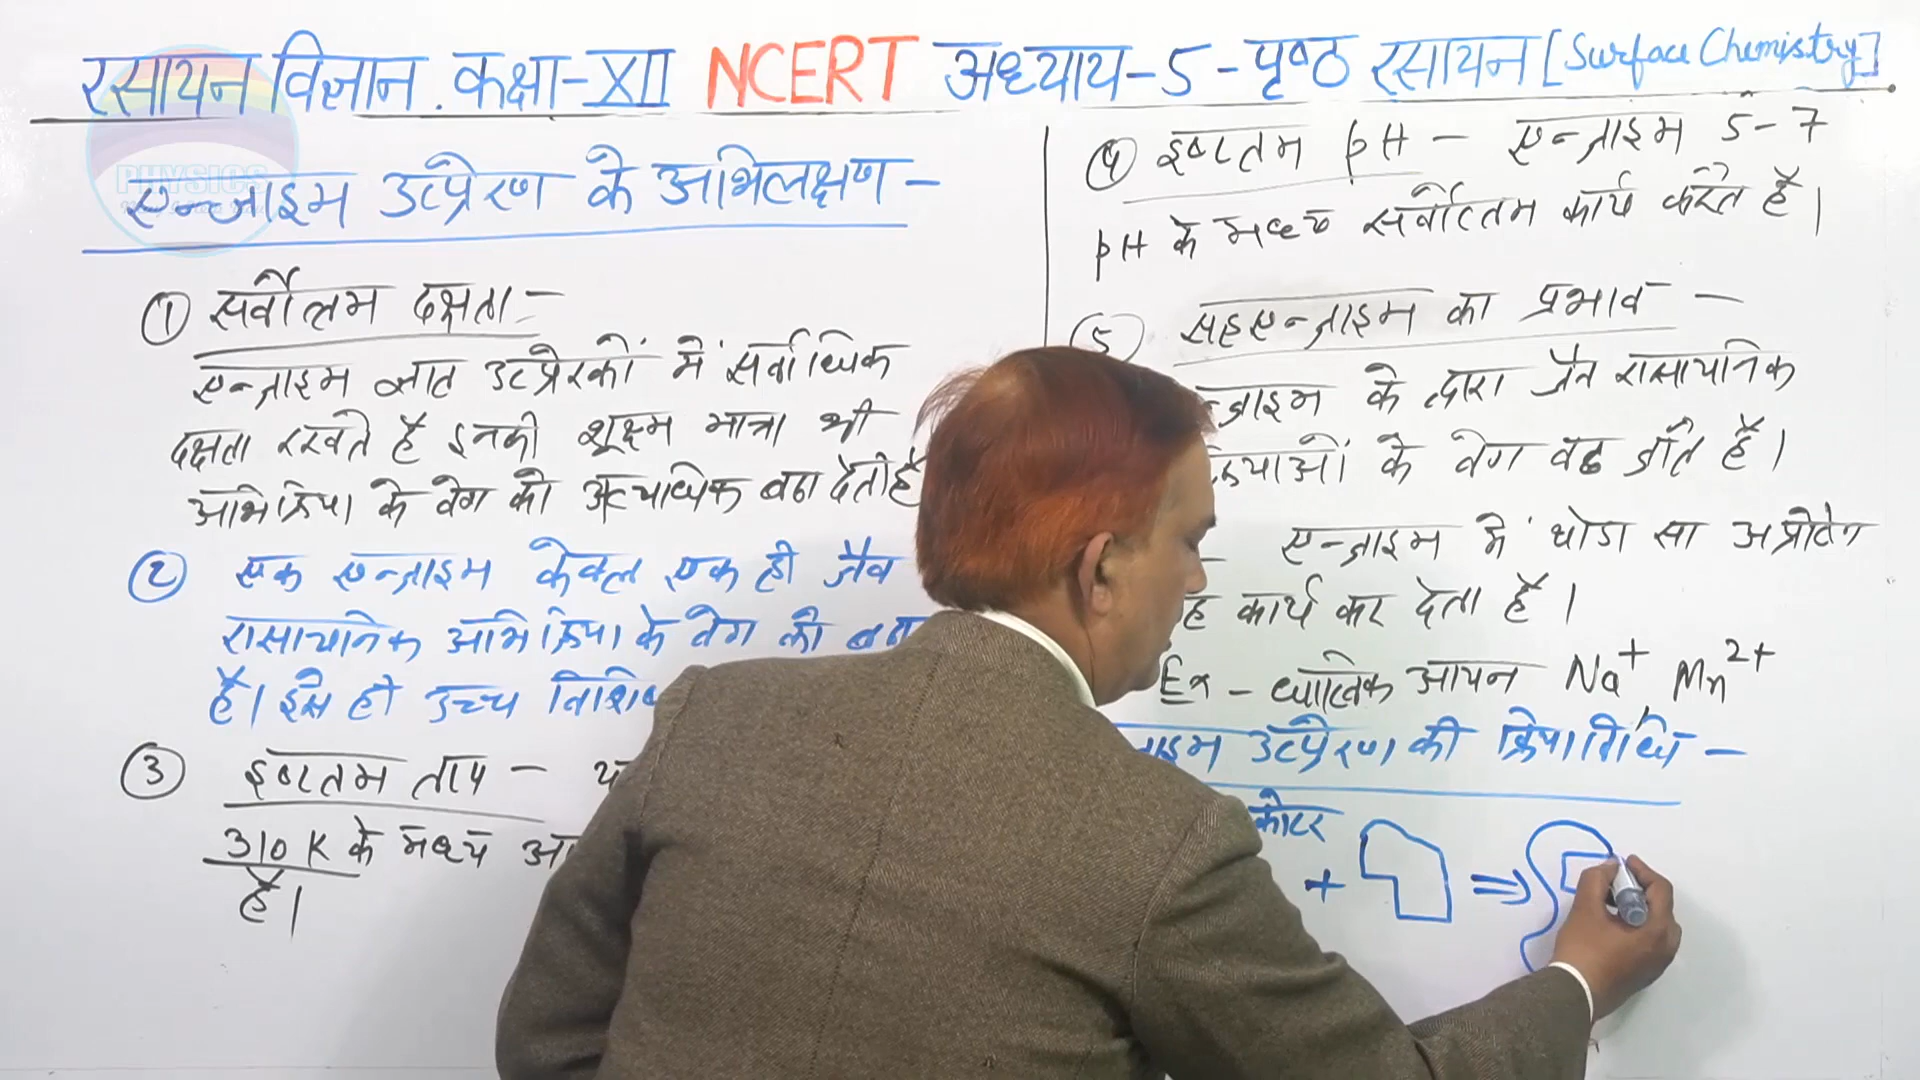 रसायन विज्ञान. कक्षा-XII NCERT अध्याय-5-पृष्ठ रसायन [Surface Chemistry]
PHYSICS
एन्जाइम उत्प्रेरण के अभिलक्षण-
① सर्वोत्तम दक्षता-
एन्जाइम ज्ञात उत्प्रेरकों में सर्वाधिक
दक्षता रखते हैं इनकी शूक्ष्म मात्रा भी
अभिक्रिया के वेग को अत्यधिक बढा देती है
② एक एन्जाइम केवल एक ही जैव
रासायनिक अभिक्रिया के वेग को
है। इसे ही उच्च
③ इष्टतम ताप-
310 K के मध्य
है।
④ इष्टतम pH - एन्जाइम 5-7
pH के मध्य सर्वोत्तम कार्य करते हैं।
⑤ सहएन्जाइम का प्रभाव-
के द्वारा जैव रासायनिक
के वेग बढ जाते हैं।
- एन्जाइम में थोडा सा अप्रोटीन
कार्य कर देता है।
Ex - धात्विक आयन Na+, Mn2+
उत्प्रेरण की क्रियाविधि-
कोटर
+ ⇒